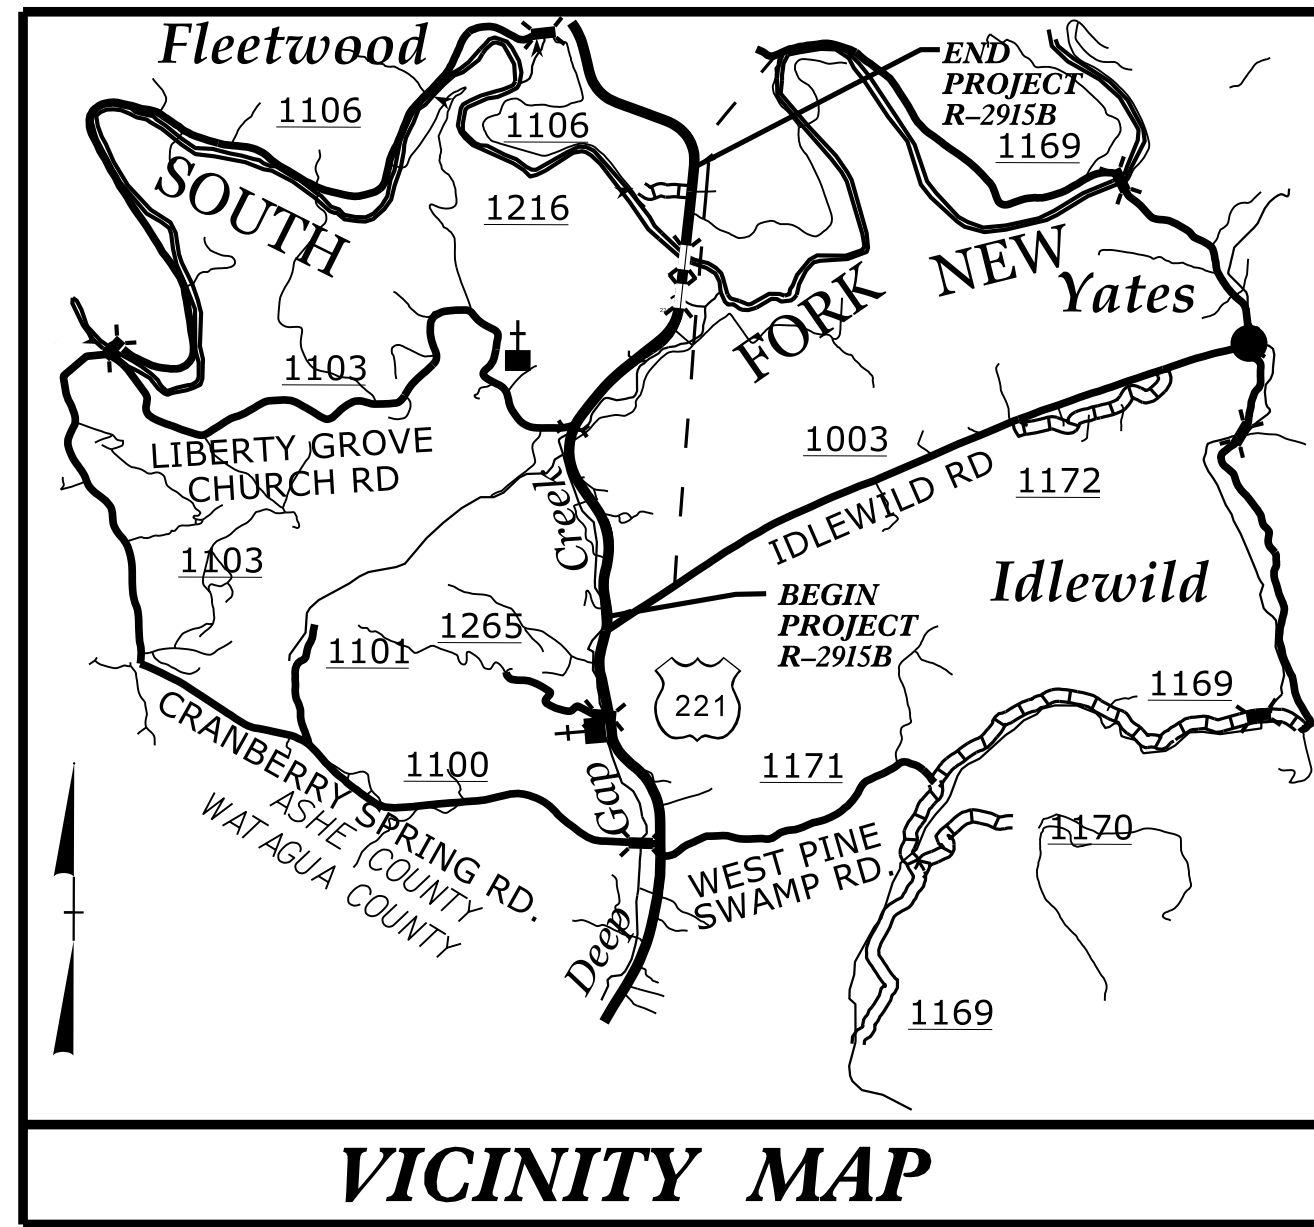 Fleetwood
END
PROJECT
R–2915B
1106
1106
1169
SOUTH
1216
NEW
FORK
Yates
1103
1003
LIBERTY GROVE
CHURCH RD
IDLEWILD RD
1172
Creek
1103
Idlewild
BEGIN
PROJECT
R–2915B
1265
1101
221
1169
CRANBERRY SPRING RD.
ASHE COUNTY
WATAGUA COUNTY
1100
1171
Gap
1170
WEST PINE
SWAMP RD.
Deep
1169
VICINITY MAP